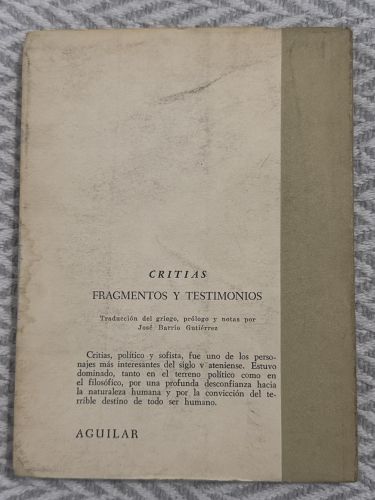 CRITIAS
FRAGMENTOS Y TESTIMONIOS
Traducción del griego, prólogo y notas por
José Barrio Gutiérrez
Critias, político y sofista, fue uno de los perso-
najes más interesantes del siglo v ateniense. Estuvo
dominado, tanto en el terreno político como en
el filosófico, por una profunda desconfianza hacia
la naturaleza humana y por la convicción del te-
rrible destino de todo ser humano.
AGUILAR